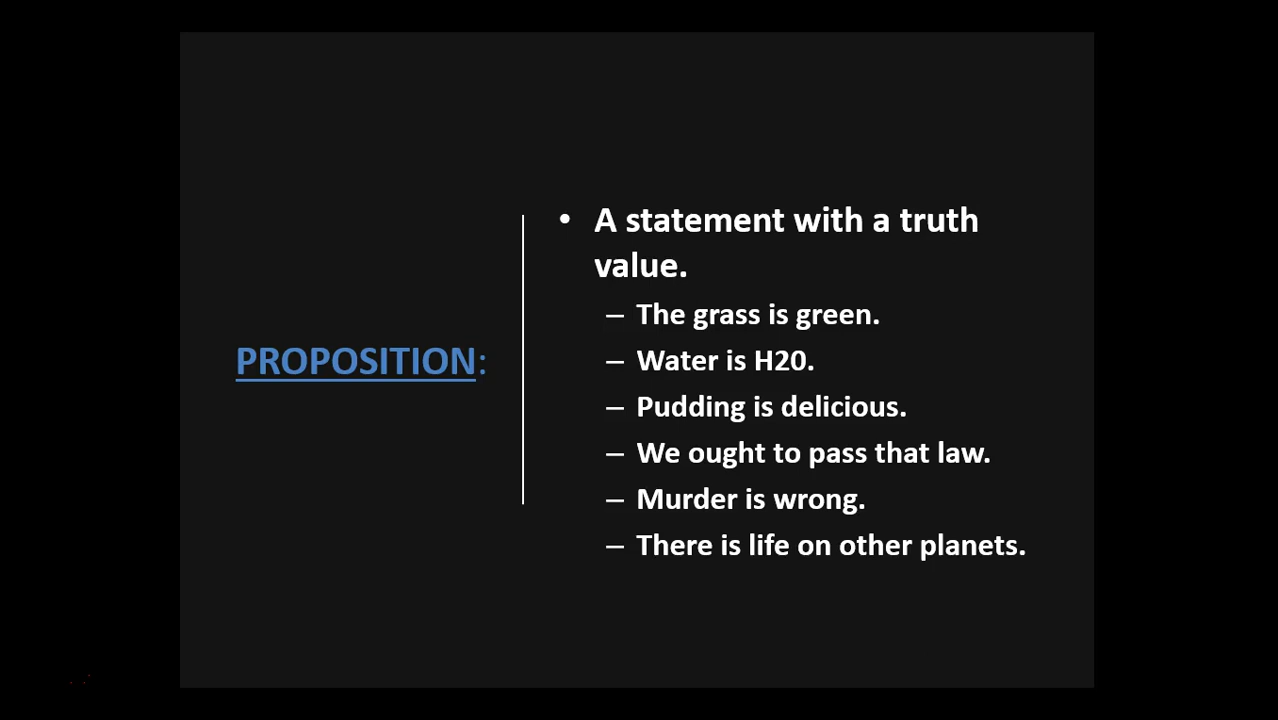 PROPOSITION:
• A statement with a truth
value.
– The grass is green.
– Water is H20.
– Pudding is delicious.
– We ought to pass that law.
– Murder is wrong.
– There is life on other planets.